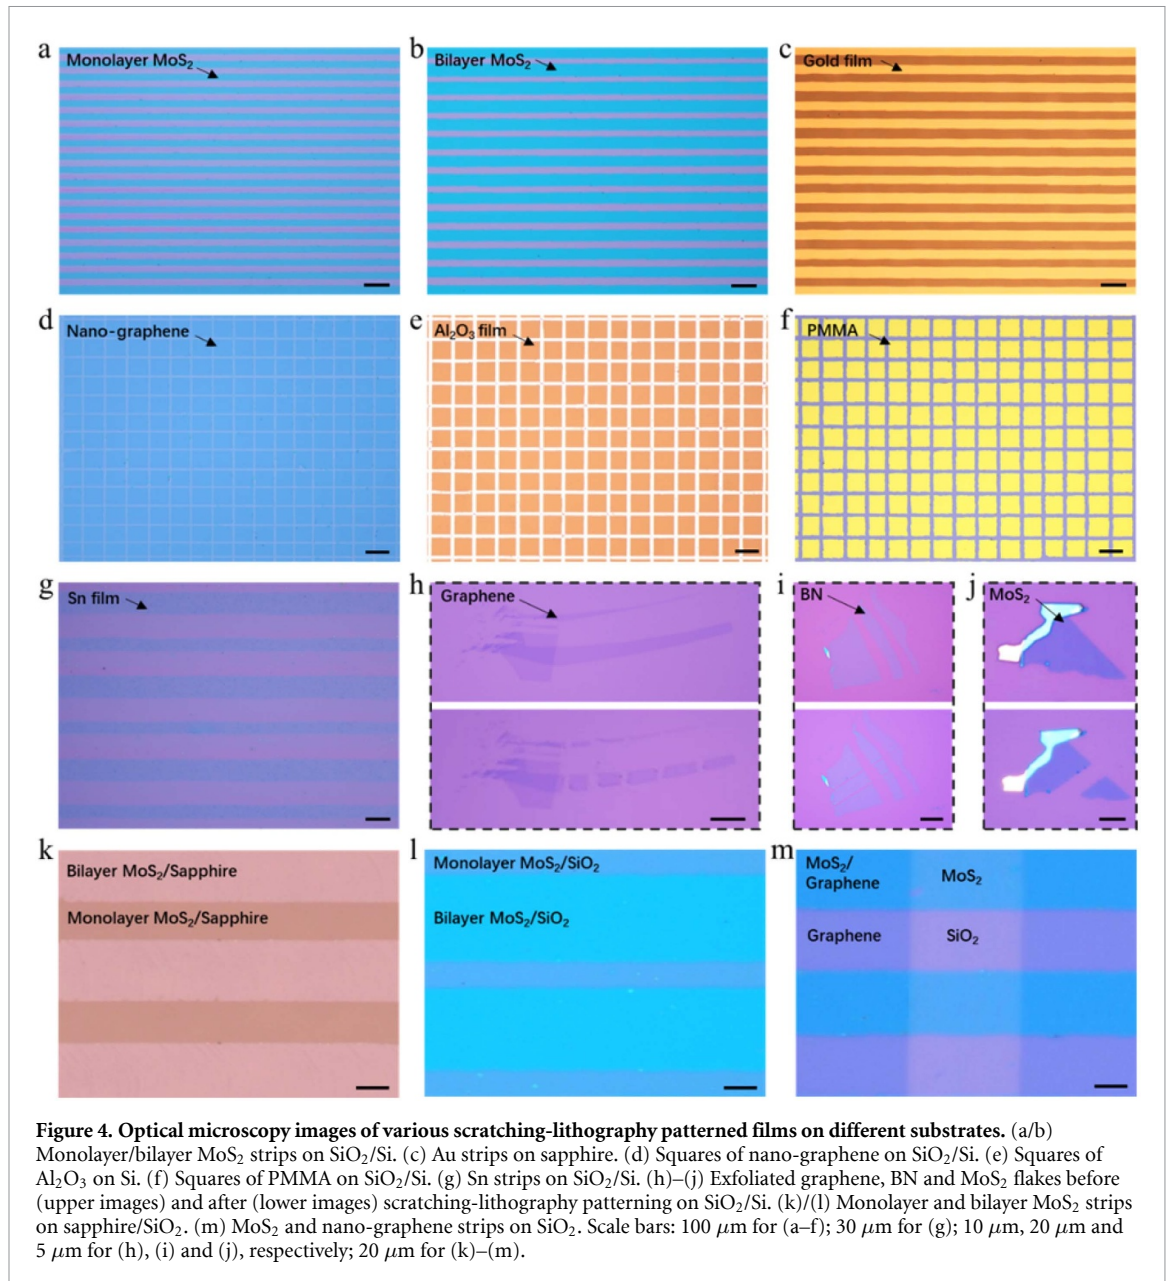 a
Monolayer MoS₂
b
Bilayer MoS₂
c
Gold film
d
Nano-graphene
e
Al₂O₃ film
f
PMMA
g
Sn film
h
Graphene
i
BN
j
MoS₂
k
Bilayer MoS₂/Sapphire
Monolayer MoS₂/Sapphire
l
Monolayer MoS₂/SiO₂
Bilayer MoS₂/SiO₂
m
MoS₂/
Graphene
MoS₂
Graphene
SiO₂
Figure 4. Optical microscopy images of various scratching-lithography patterned films on different substrates. (a/b)
Monolayer/bilayer MoS₂ strips on SiO₂/Si. (c) Au strips on sapphire. (d) Squares of nano-graphene on SiO₂/Si. (e) Squares of
Al₂O₃ on Si. (f) Squares of PMMA on SiO₂/Si. (g) Sn strips on SiO₂/Si. (h)–(j) Exfoliated graphene, BN and MoS₂ flakes before
(upper images) and after (lower images) scratching-lithography patterning on SiO₂/Si. (k)/(l) Monolayer and bilayer MoS₂ strips
on sapphire/SiO₂. (m) MoS₂ and nano-graphene strips on SiO₂. Scale bars: 100 μm for (a–f); 30 μm for (g); 10 μm, 20 μm and
5 μm for (h), (i) and (j), respectively; 20 μm for (k)–(m).